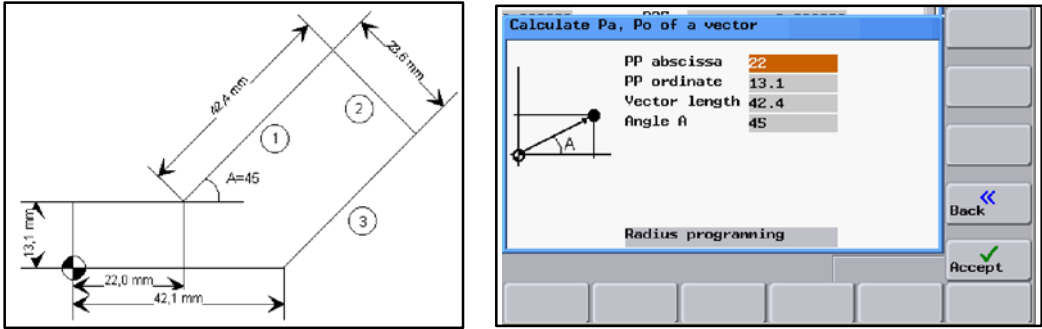 42,4 mm
23,6 mm
2
1
A=45
3
13,1 mm
22,0 mm
42,1 mm
Calculate Pa, Po of a vector
PP abscissa 22
PP ordinate 13.1
Vector length 42.4
Angle A 45
A
Radius programming
Back
Accept